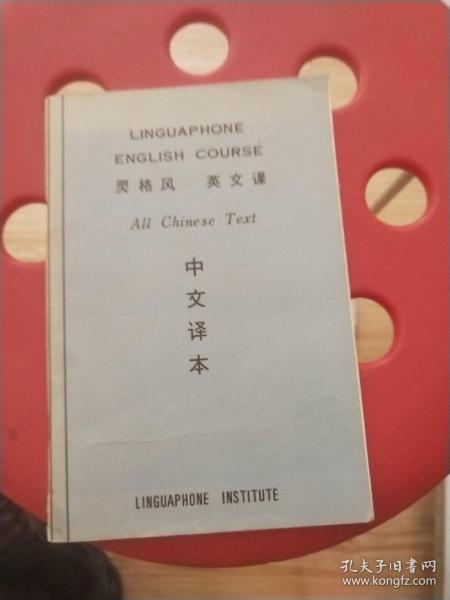 LINGUAPHONE
ENGLISH COURSE
灵格风 英文课
All Chinese Text
中
文
译
本
LINGUAPHONE INSTITUTE
孔夫子旧书网
www.kongfz.com